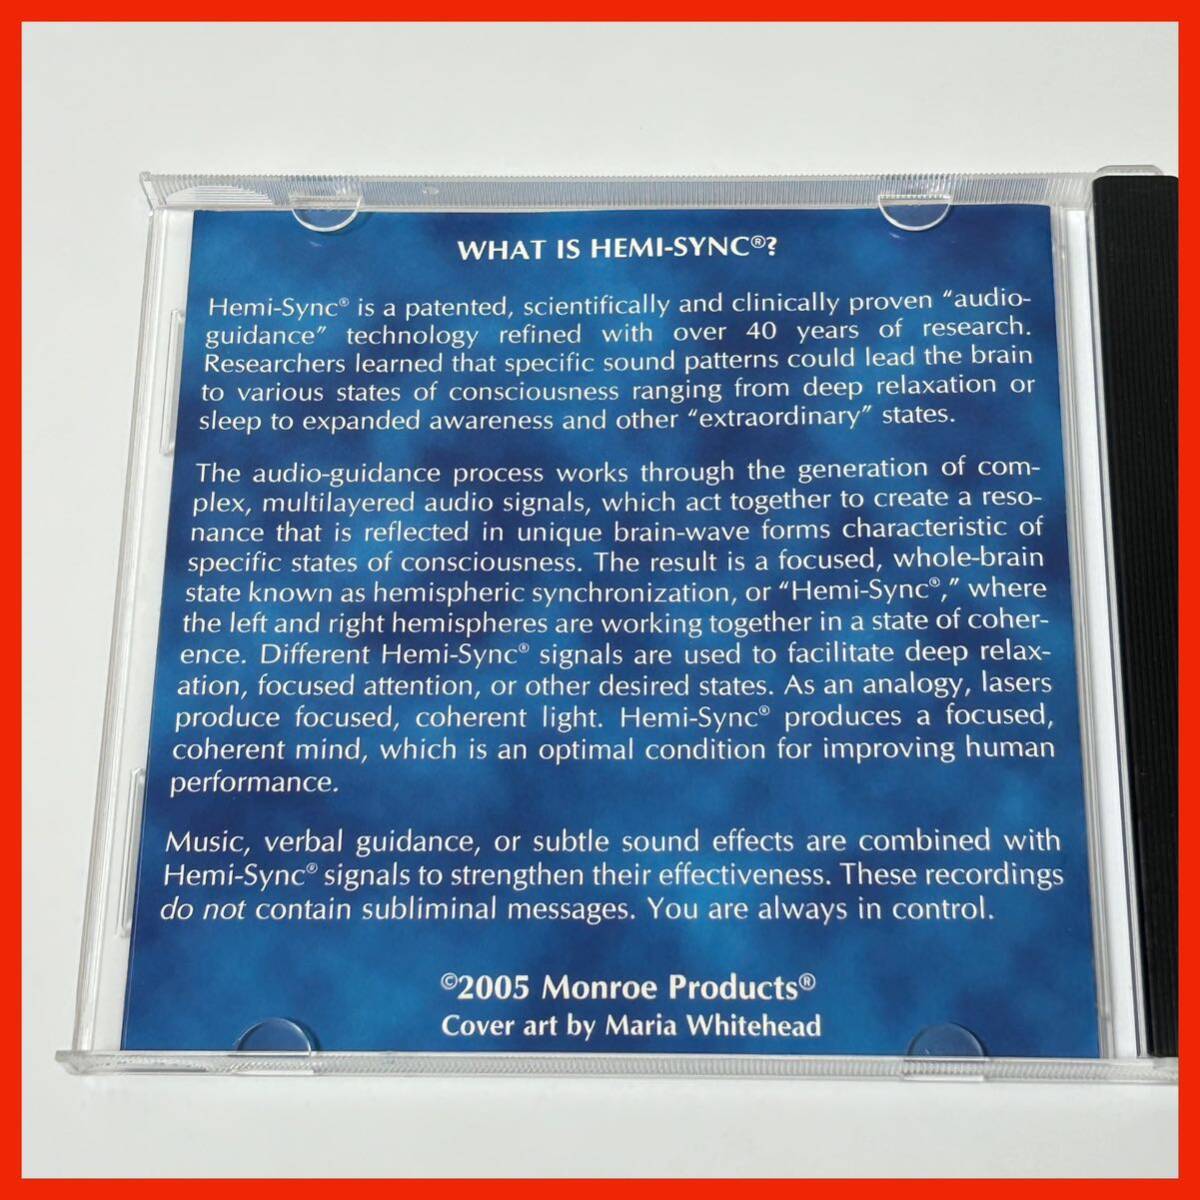 WHAT IS HEMI-SYNC®?
Hemi-Sync® is a patented, scientifically and clinically proven “audio-
guidance” technology refined with over 40 years of research.
Researchers learned that specific sound patterns could lead the brain
to various states of consciousness ranging from deep relaxation or
sleep to expanded awareness and other “extraordinary” states.
The audio-guidance process works through the generation of com-
plex, multilayered audio signals, which act together to create a reso-
nance that is reflected in unique brain-wave forms characteristic of
specific states of consciousness. The result is a focused, whole-brain
state known as hemispheric synchronization, or “Hemi-Sync®,” where
the left and right hemispheres are working together in a state of coher-
ence. Different Hemi-Sync® signals are used to facilitate deep relax-
ation, focused attention, or other desired states. As an analogy, lasers
produce focused, coherent light. Hemi-Sync® produces a focused,
coherent mind, which is an optimal condition for improving human
performance.
Music, verbal guidance, or subtle sound effects are combined with
Hemi-Sync® signals to strengthen their effectiveness. These recordings
do not contain subliminal messages. You are always in control.
©2005 Monroe Products®
Cover art by Maria Whitehead